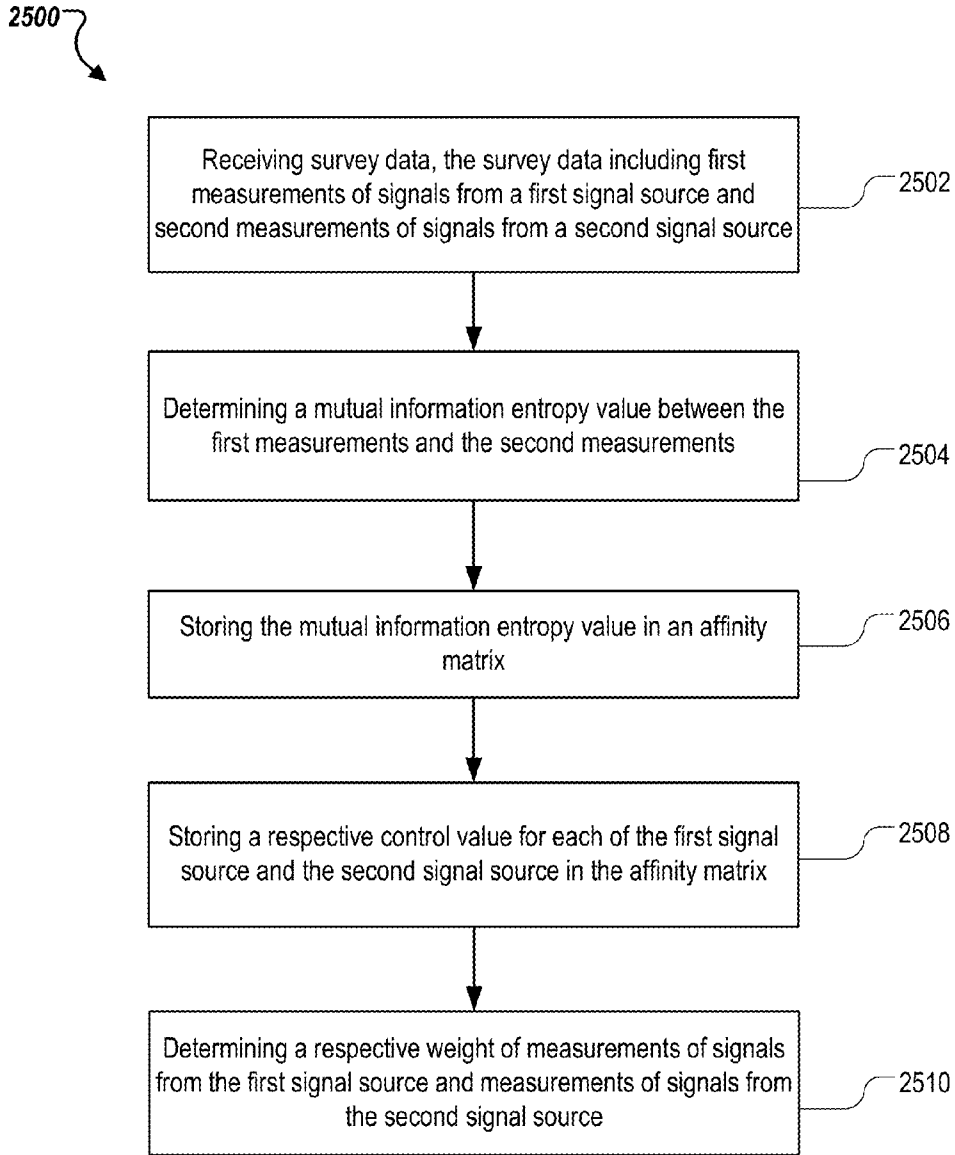 2500
Receiving survey data, the survey data including first
measurements of signals from a first signal source and
second measurements of signals from a second signal source
2502
Determining a mutual information entropy value between the
first measurements and the second measurements
2504
Storing the mutual information entropy value in an affinity
matrix
2506
Storing a respective control value for each of the first signal
source and the second signal source in the affinity matrix
2508
Determining a respective weight of measurements of signals
from the first signal source and measurements of signals from
the second signal source
2510